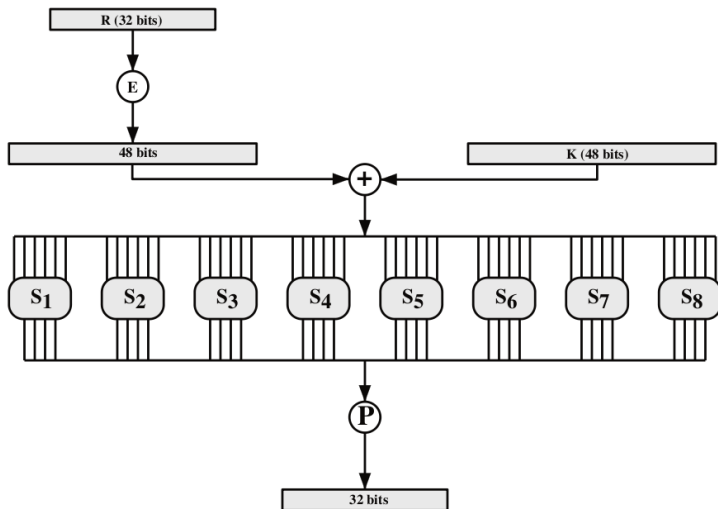 R (32 bits)
E
48 bits
K (48 bits)
+
S1 S2 S3 S4 S5 S6 S7 S8
P
32 bits